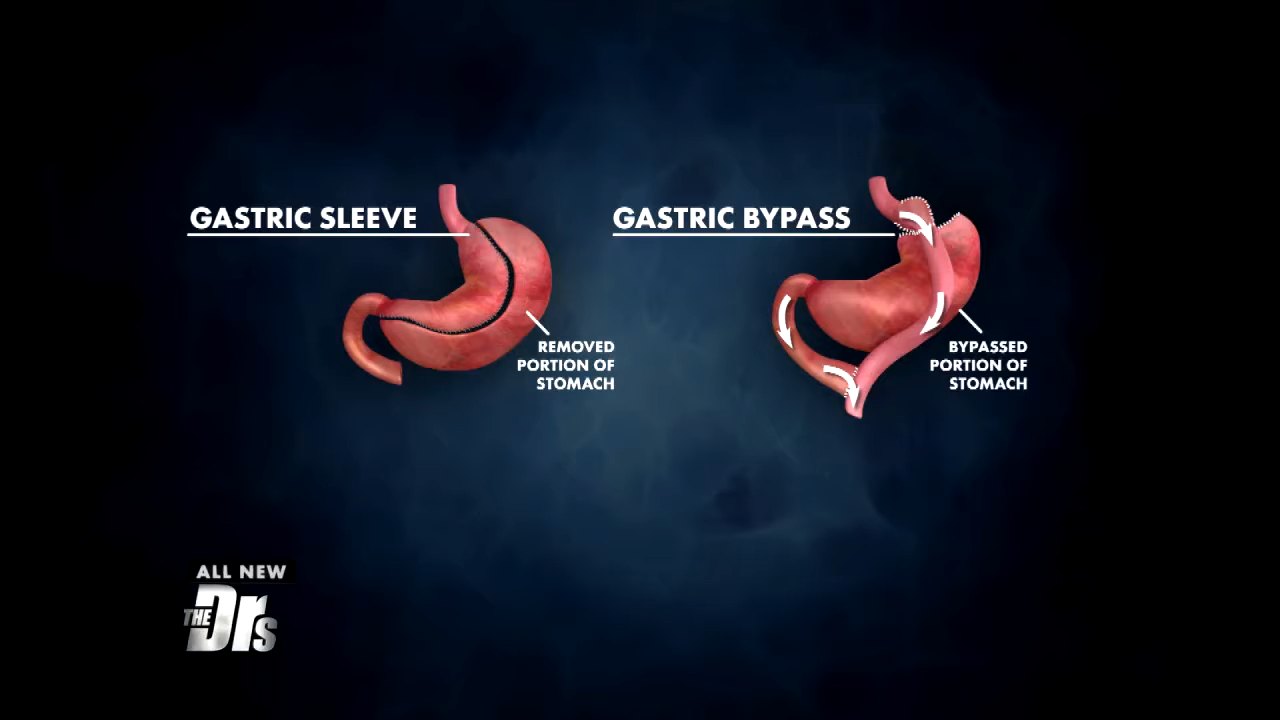 GASTRIC SLEEVE
REMOVED
PORTION OF
STOMACH
GASTRIC BYPASS
BYPASSED
PORTION OF
STOMACH
ALL NEW
THE Drs